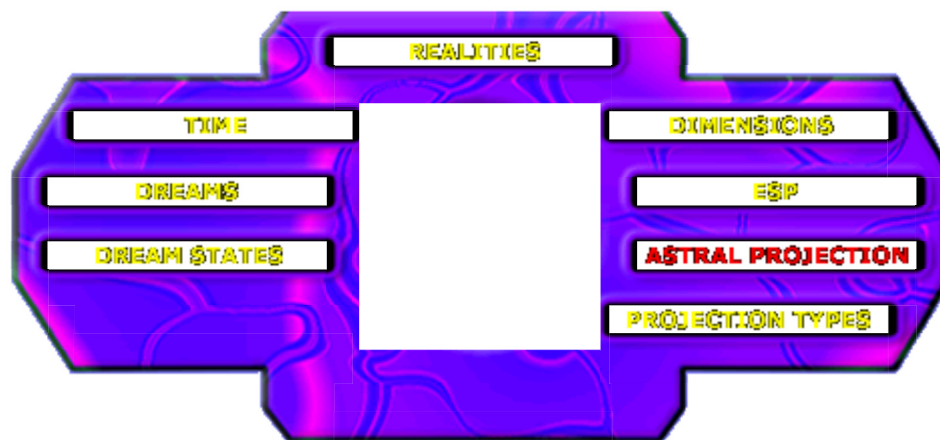 REALITIES
TIME
DIMENSIONS
DREAMS
ESP
DREAM STATES
ASTRAL PROJECTION
PROJECTION TYPES